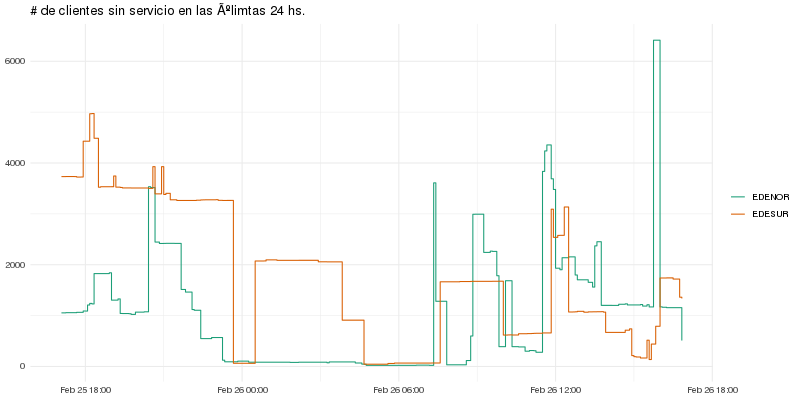 # de clientes sin servicio en las Ãºlimtas 24 hs.
6000
4000
2000
0
Feb 25 18:00
Feb 26 00:00
Feb 26 06:00
Feb 26 12:00
Feb 26 18:00
EDENOR
EDESUR